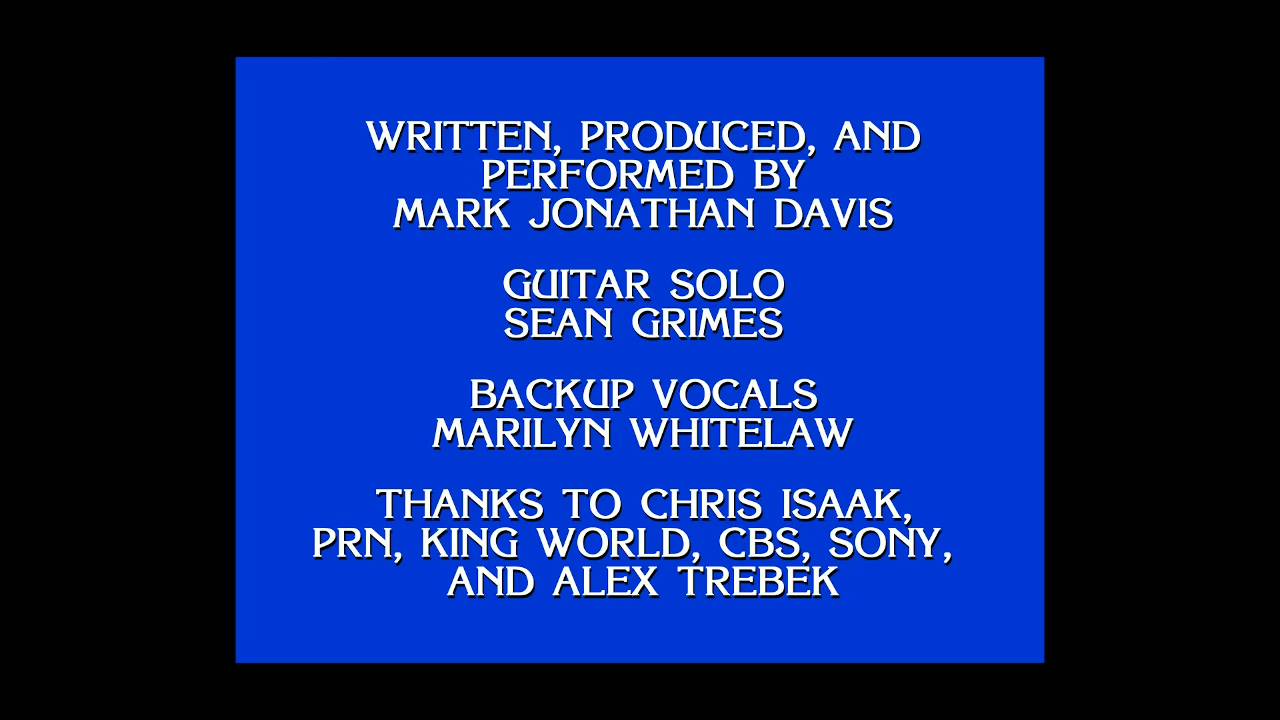 WRITTEN, PRODUCED, AND
PERFORMED BY
MARK JONATHAN DAVIS
GUITAR SOLO
SEAN GRIMES
BACKUP VOCALS
MARILYN WHITELAW
THANKS TO CHRIS ISAAK,
PRN, KING WORLD, CBS, SONY,
AND ALEX TREBEK